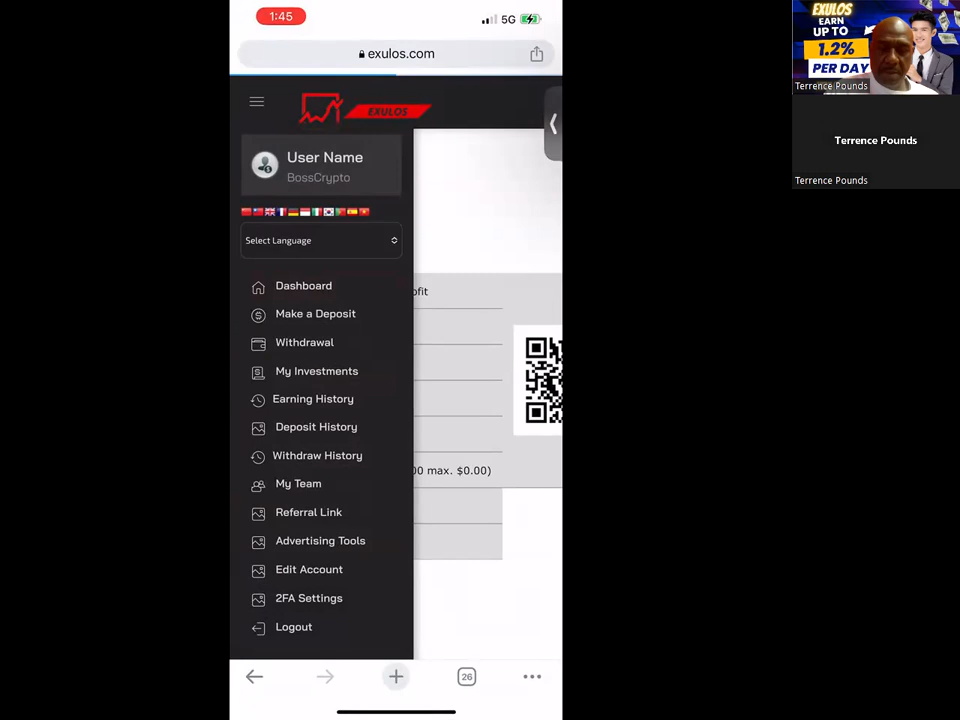 1:45
5G
exulos.com
EXULOS
User Name
BossCrypto
Select Language
Dashboard
Make a Deposit
Withdrawal
My Investments
Earning History
Deposit History
Withdraw History
My Team
Referral Link
Advertising Tools
Edit Account
2FA Settings
Logout
ofit
00 max. $0.00)
26
EXULOS
EARN
UP TO
1.2%
PER DAY
Terrence Pounds
Terrence Pounds
Terrence Pounds